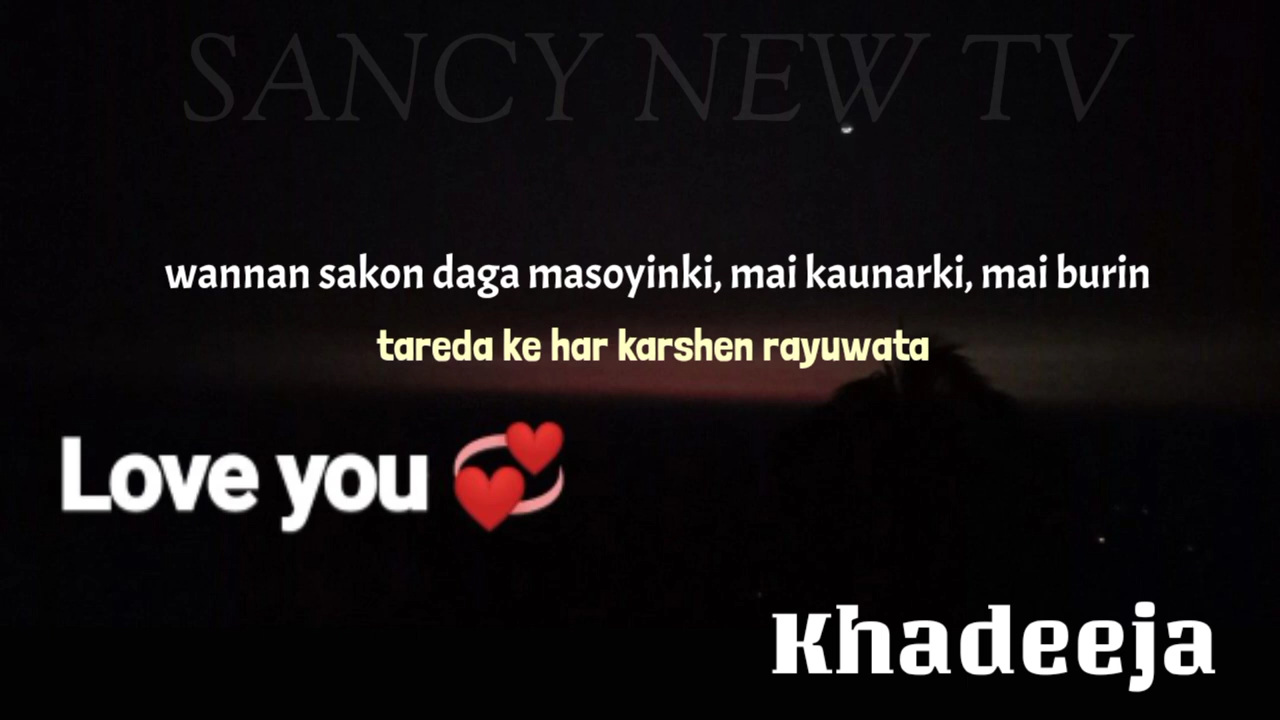 SANCY NEW TV
wannan sakon daga masoyinki, mai kaunarki, mai burin
tareda ke har karshen rayuwata
Love you 💞
Khadeeja